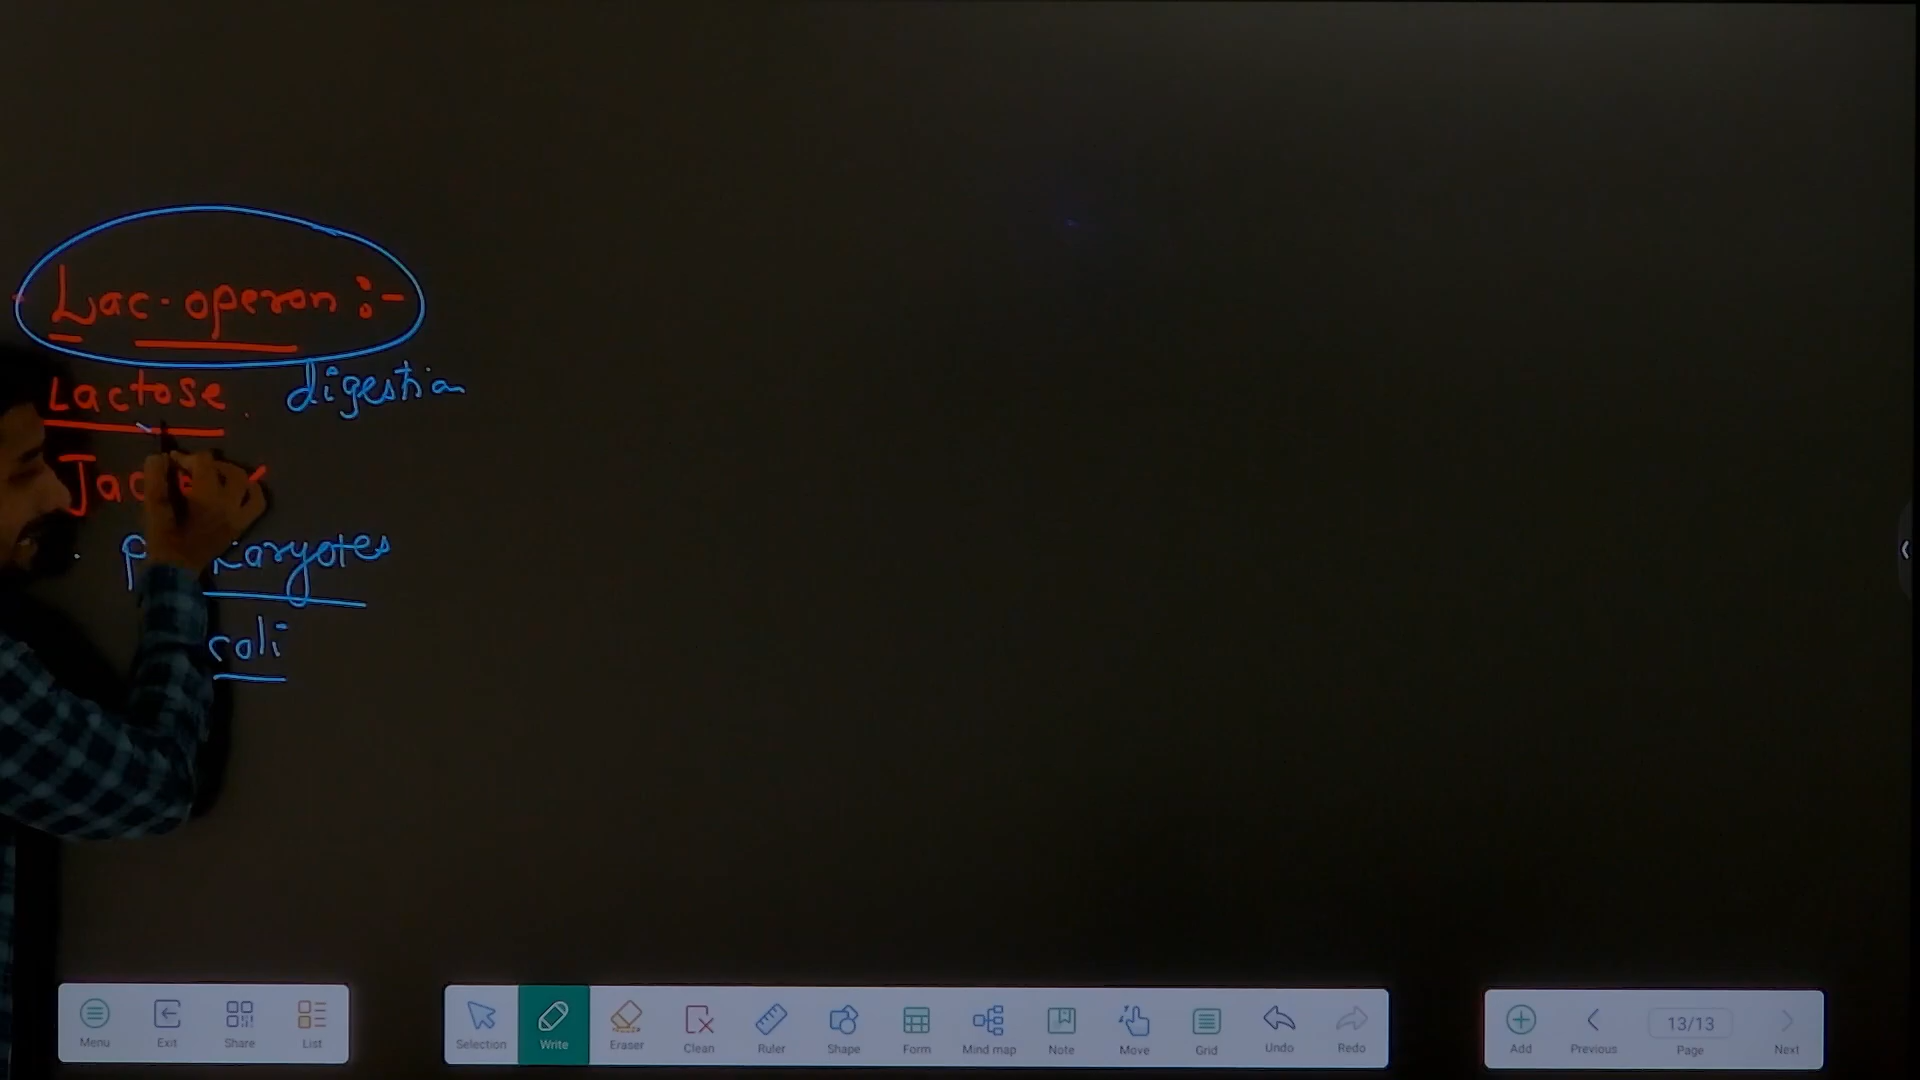 Lac-operon :-
Lactose. digestion
coli
Menu Exit Share List Selection Write Eraser Clean Ruler Shape Form Mind map Note Move Grid Undo Redo Add Previous 13/13 Page Next